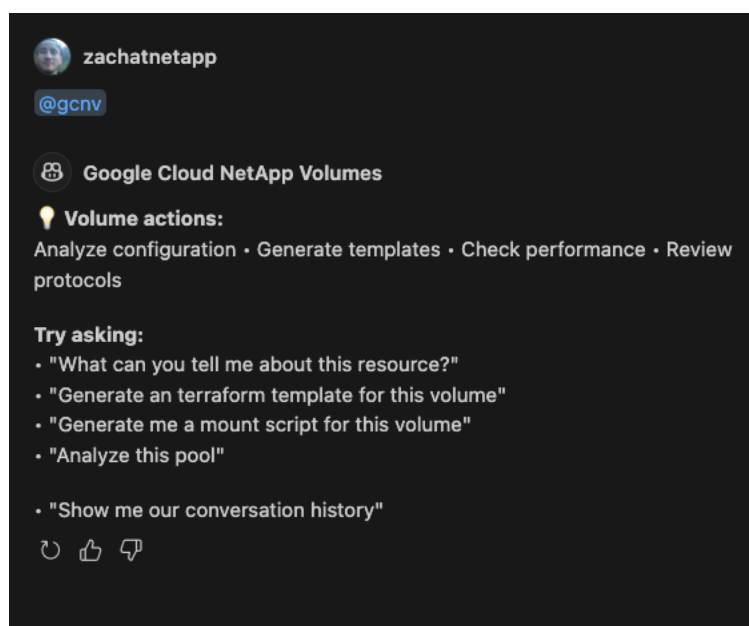 zachatnetapp
@gcnv
Google Cloud NetApp Volumes
💡 Volume actions:
Analyze configuration • Generate templates • Check performance • Review
protocols
Try asking:
• "What can you tell me about this resource?"
• "Generate an terraform template for this volume"
• "Generate me a mount script for this volume"
• "Analyze this pool"
• "Show me our conversation history"